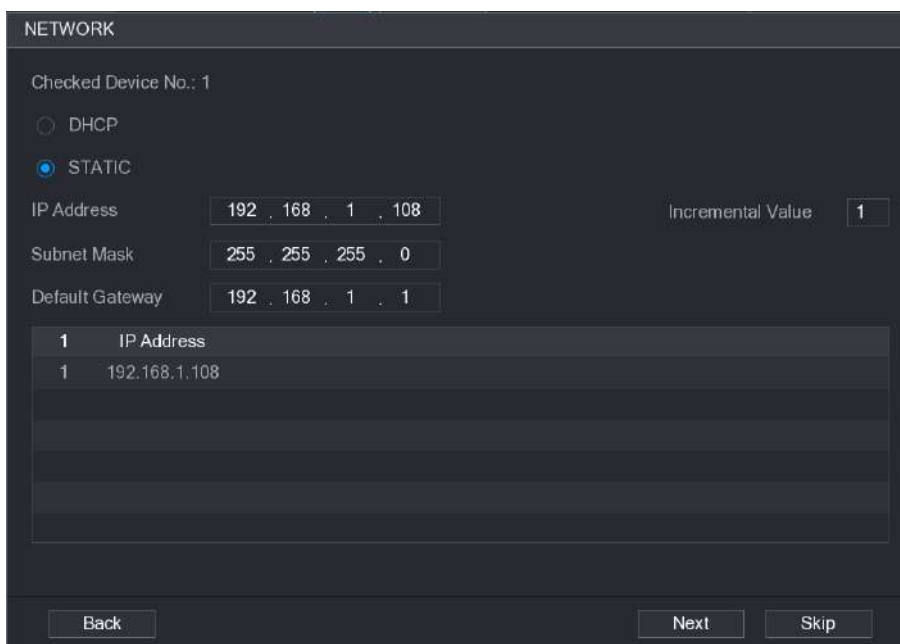 NETWORK
Checked Device No.: 1
DHCP
STATIC
IP Address 192 . 168 . 1 . 108 Incremental Value 1
Subnet Mask 255 . 255 . 255 . 0
Default Gateway 192 . 168 . 1 . 1
1 IP Address
1 192.168.1.108
Back Next Skip